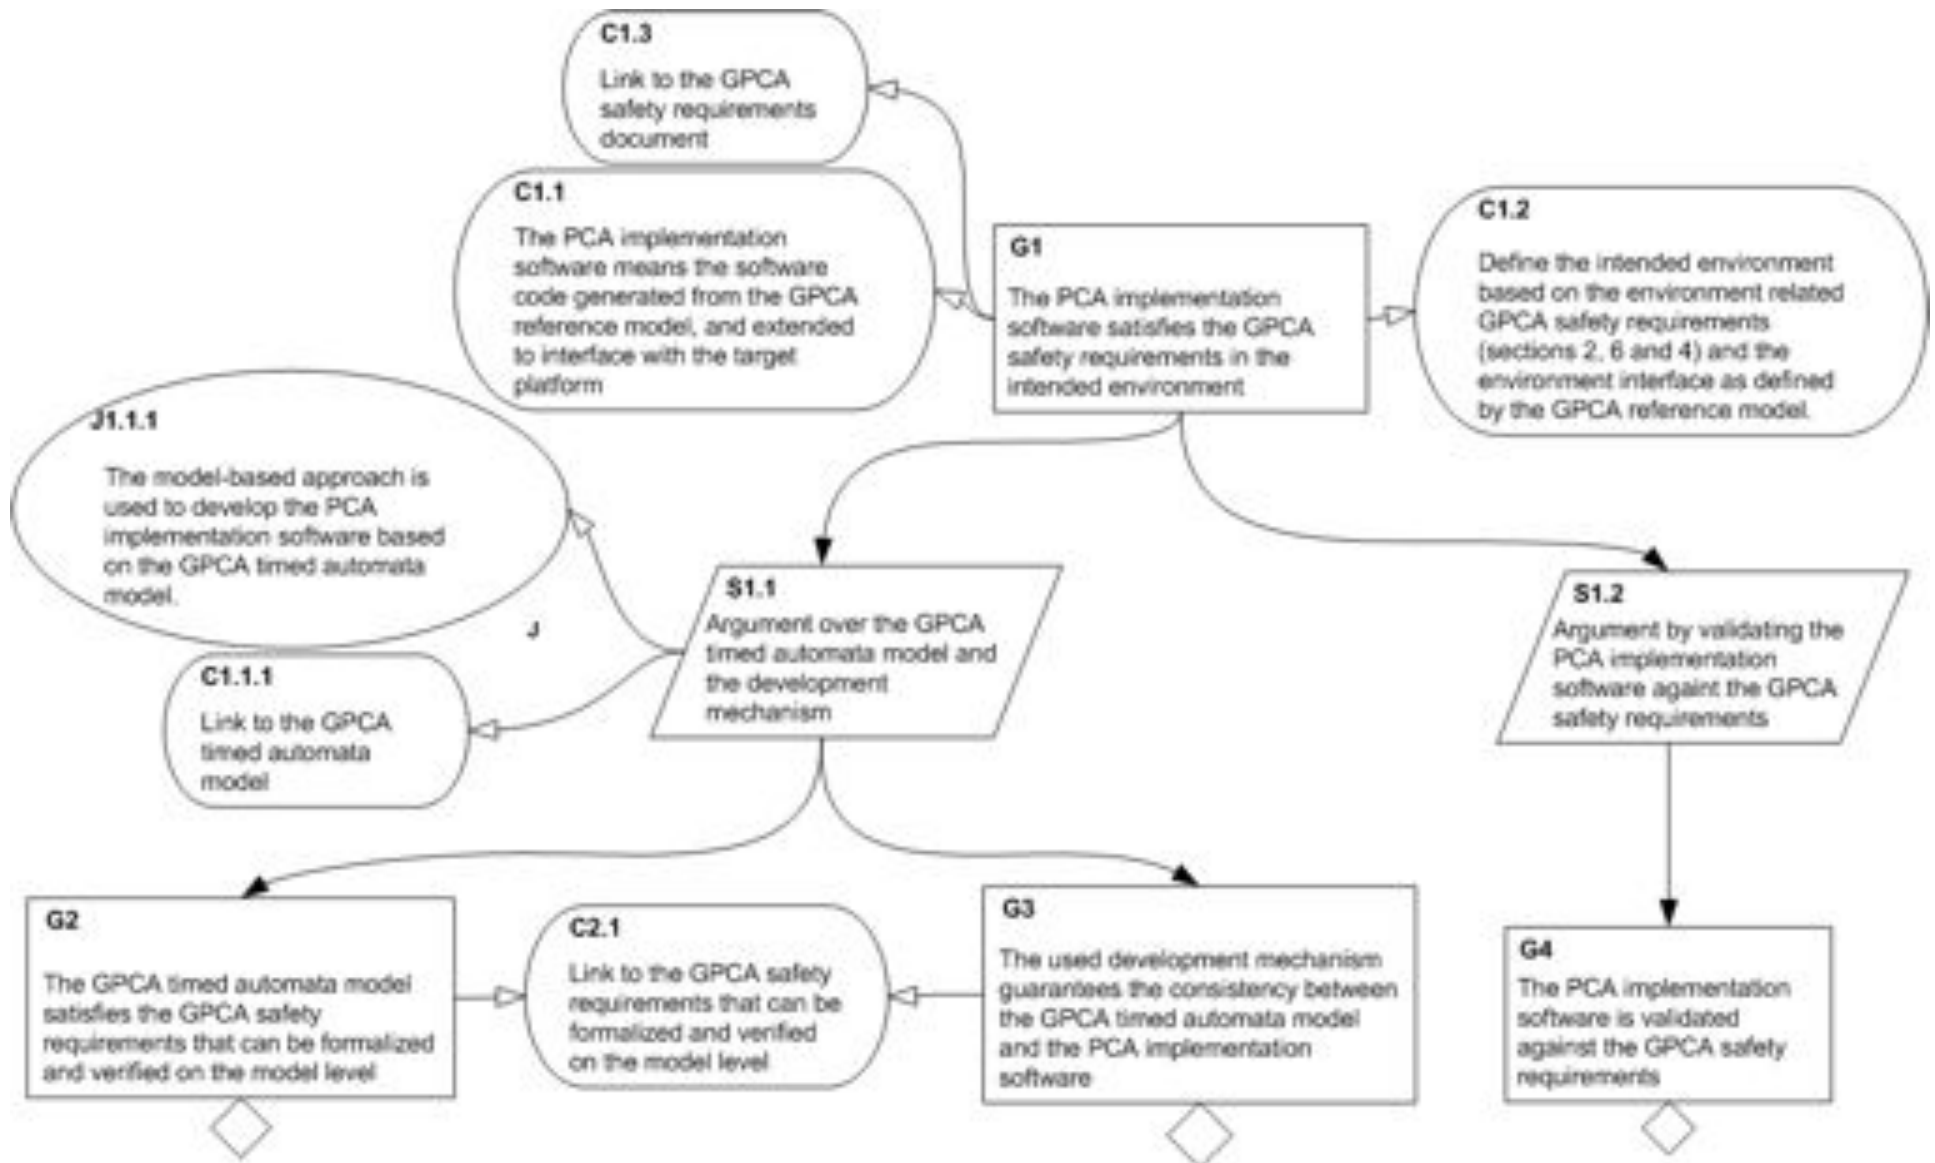 C1.3
Link to the GPCA
safety requirements
document
C1.1
The PCA implementation
software means the software
code generated from the GPCA
reference model, and extended
to interface with the target
platform
G1
The PCA implementation
software satisfies the GPCA
safety requirements in the
intended environment
C1.2
Define the intended environment
based on the environment related
GPCA safety requirements
(sections 2, 6 and 4) and the
environment interface as defined
by the GPCA reference model.
J1.1.1
The model-based approach is
used to develop the PCA
implementation software based
on the GPCA timed automata
model.
J
C1.1.1
Link to the GPCA
timed automata
model
S1.1
Argument over the GPCA
timed automata model and
the development
mechanism
S1.2
Argument by validating the
PCA implementation
software againt the GPCA
safety requirements
G2
The GPCA timed automata model
satisfies the GPCA safety
requirements that can be formalized
and verified on the model level
C2.1
Link to the GPCA safety
requirements that can be
formalized and verified
on the model level
G3
The used development mechanism
guarantees the consistency between
the GPCA timed automata model
and the PCA implementation
software
G4
The PCA implementation
software is validated
against the GPCA safety
requirements